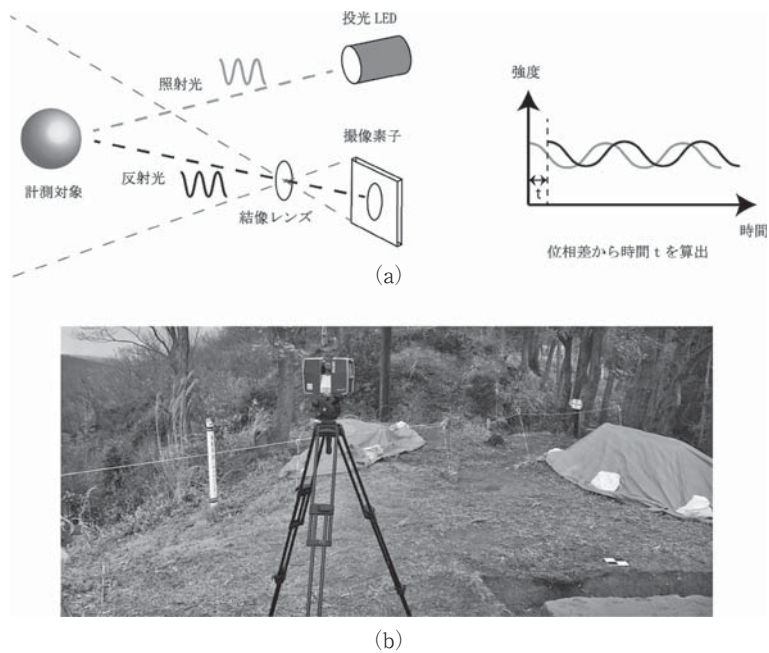 投光 LED
照射光
強度
撮像素子
計測対象
反射光
結像レンズ
t
時間
位相差から時間 t を算出
(a)
(b)